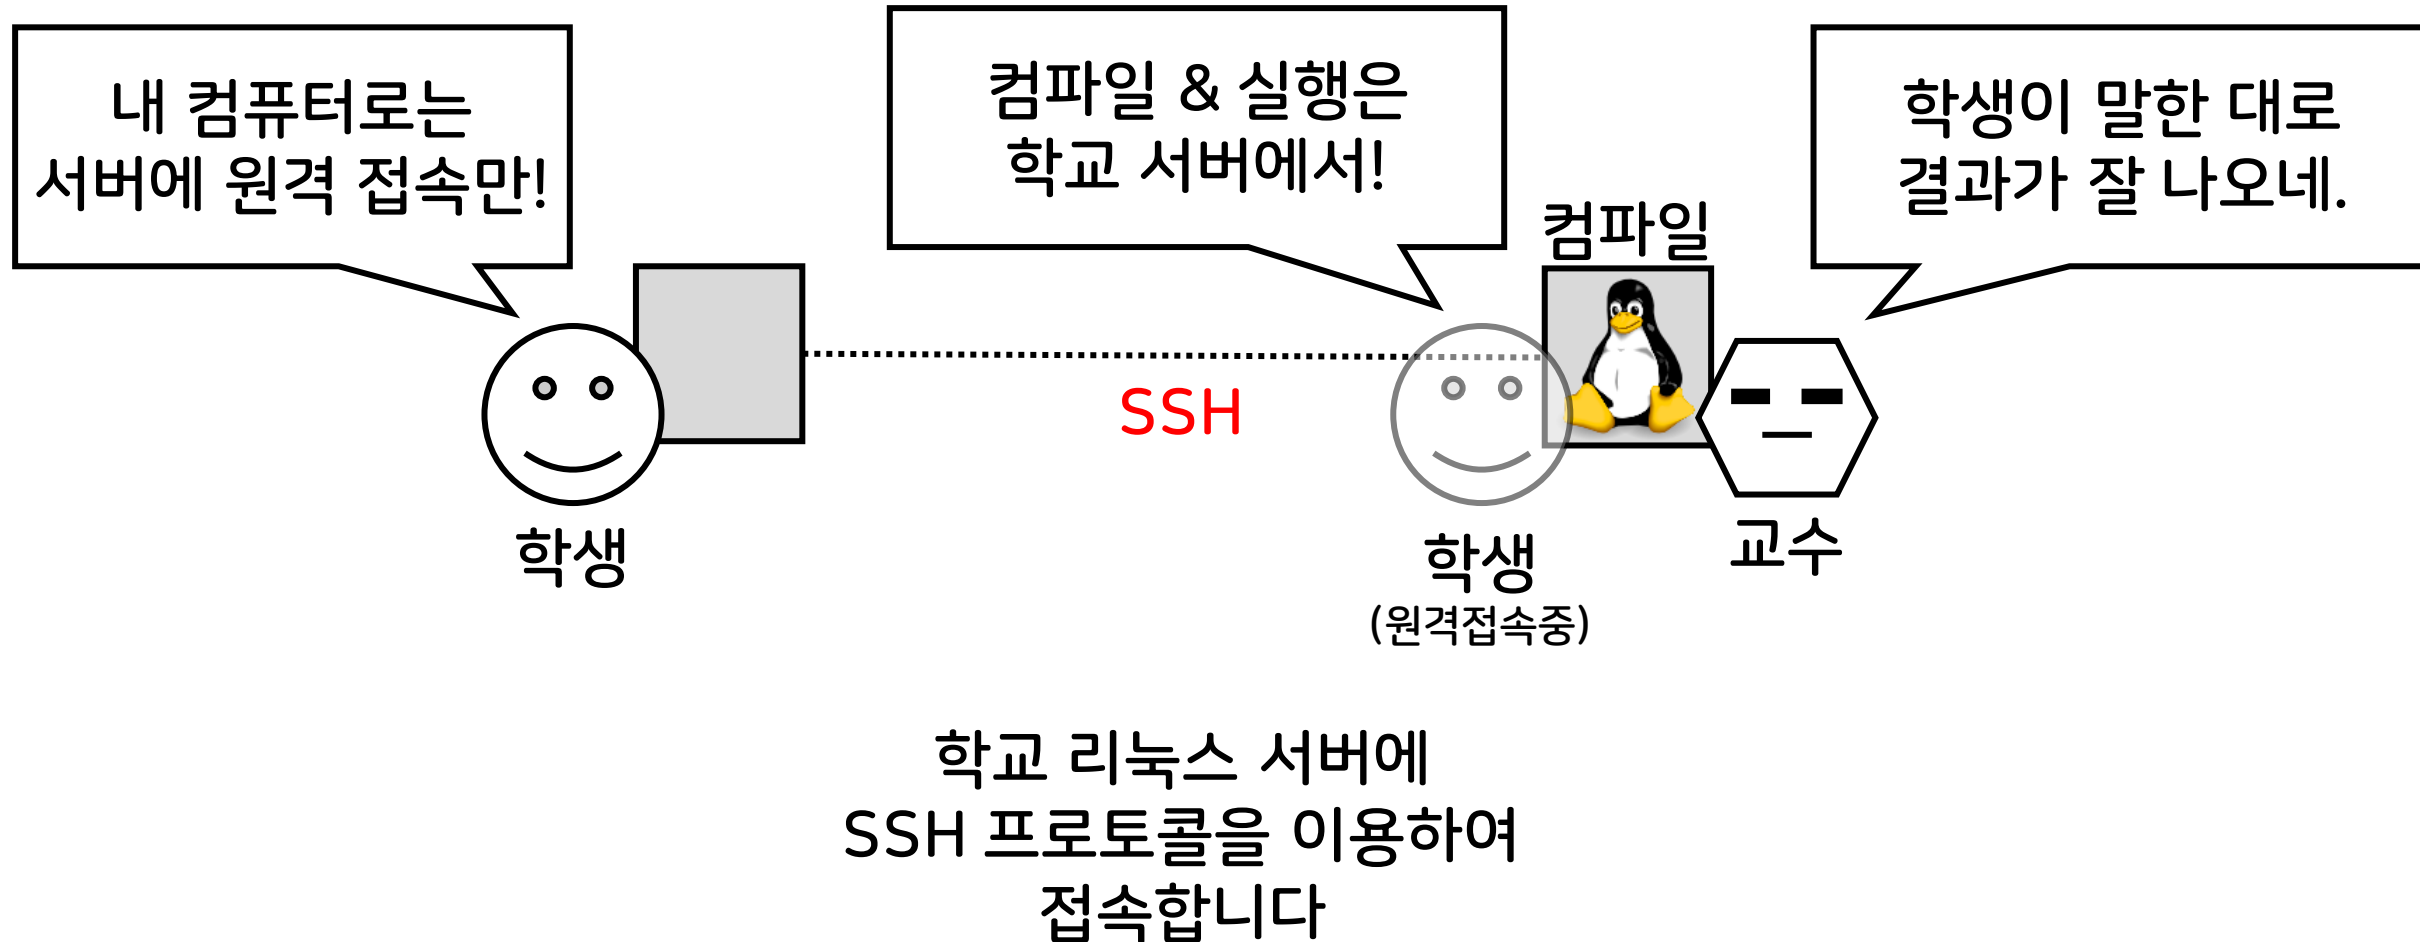 내 컴퓨터로는
서버에 원격 접속만!
컴파일 & 실행은
학교 서버에서!
학생이 말한 대로
결과가 잘 나오네.
컴파일
SSH
학생
학생
(원격접속중)
교수
학교 리눅스 서버에
SSH 프로토콜을 이용하여
접속합니다